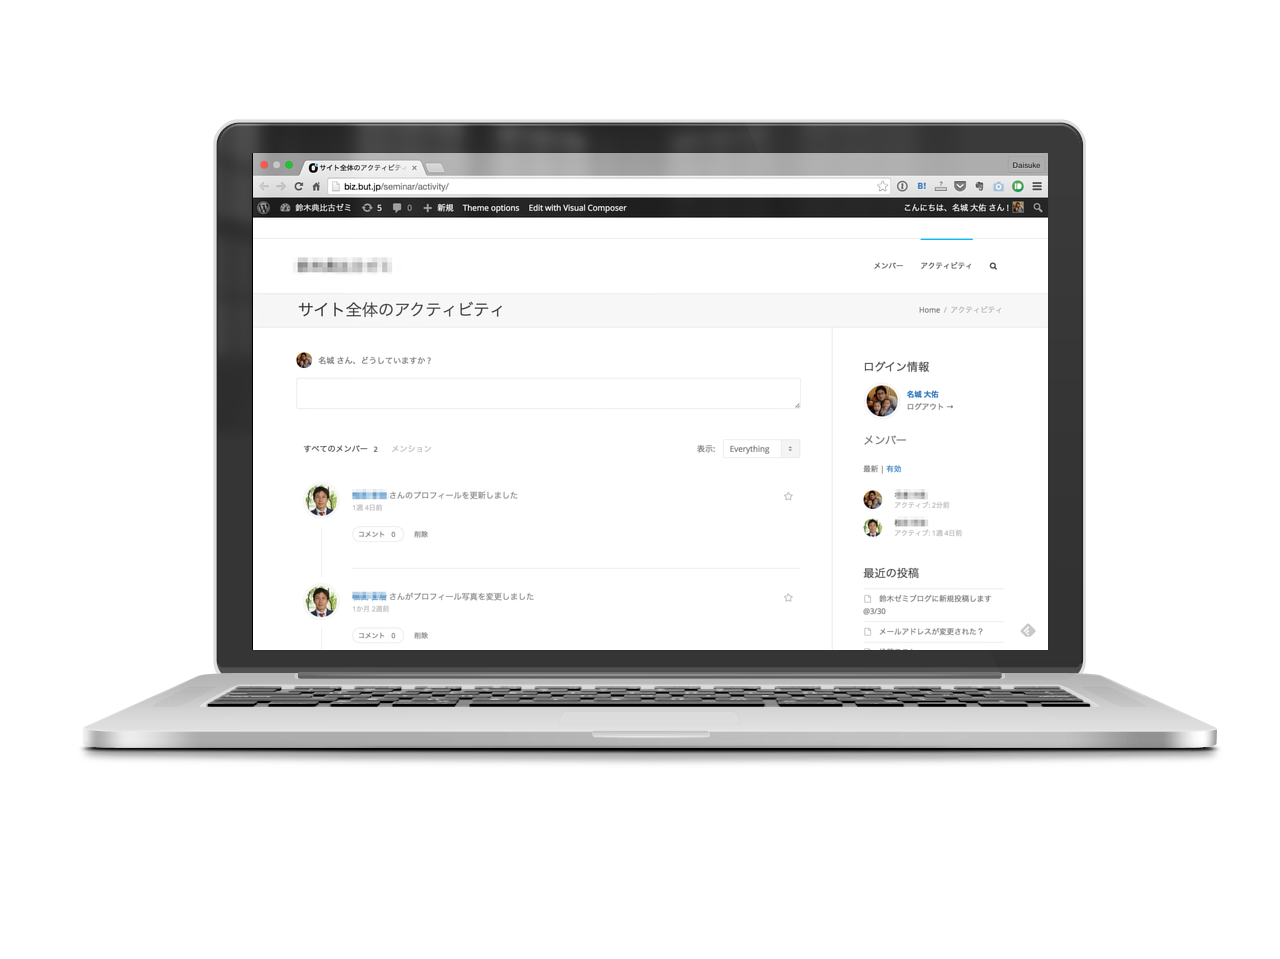 サイト全体のアクティビティ
Daisuke
biz.but.jp/seminar/activity/
B!
鈴木典比古ゼミ 5 0 新規 Theme options Edit with Visual Composer こんにちは、名城 大佑 さん !
メンバー アクティビティ
サイト全体のアクティビティ
Home / アクティビティ
名城 さん、どうしていますか ?
すべてのメンバー 2 メンション
表示: Everything
さんのプロフィールを更新しました
1週 4日前
コメント 0 削除
さんがプロフィール写真を変更しました
1か月 2週前
コメント 0 削除
ログイン情報
名城 大佑
ログアウト →
メンバー
最新 | 有効
アクティブ: 2分前
アクティブ: 1週 4日前
最近の投稿
鈴木ゼミブログに新規投稿します
@3/30
メールアドレスが変更された？